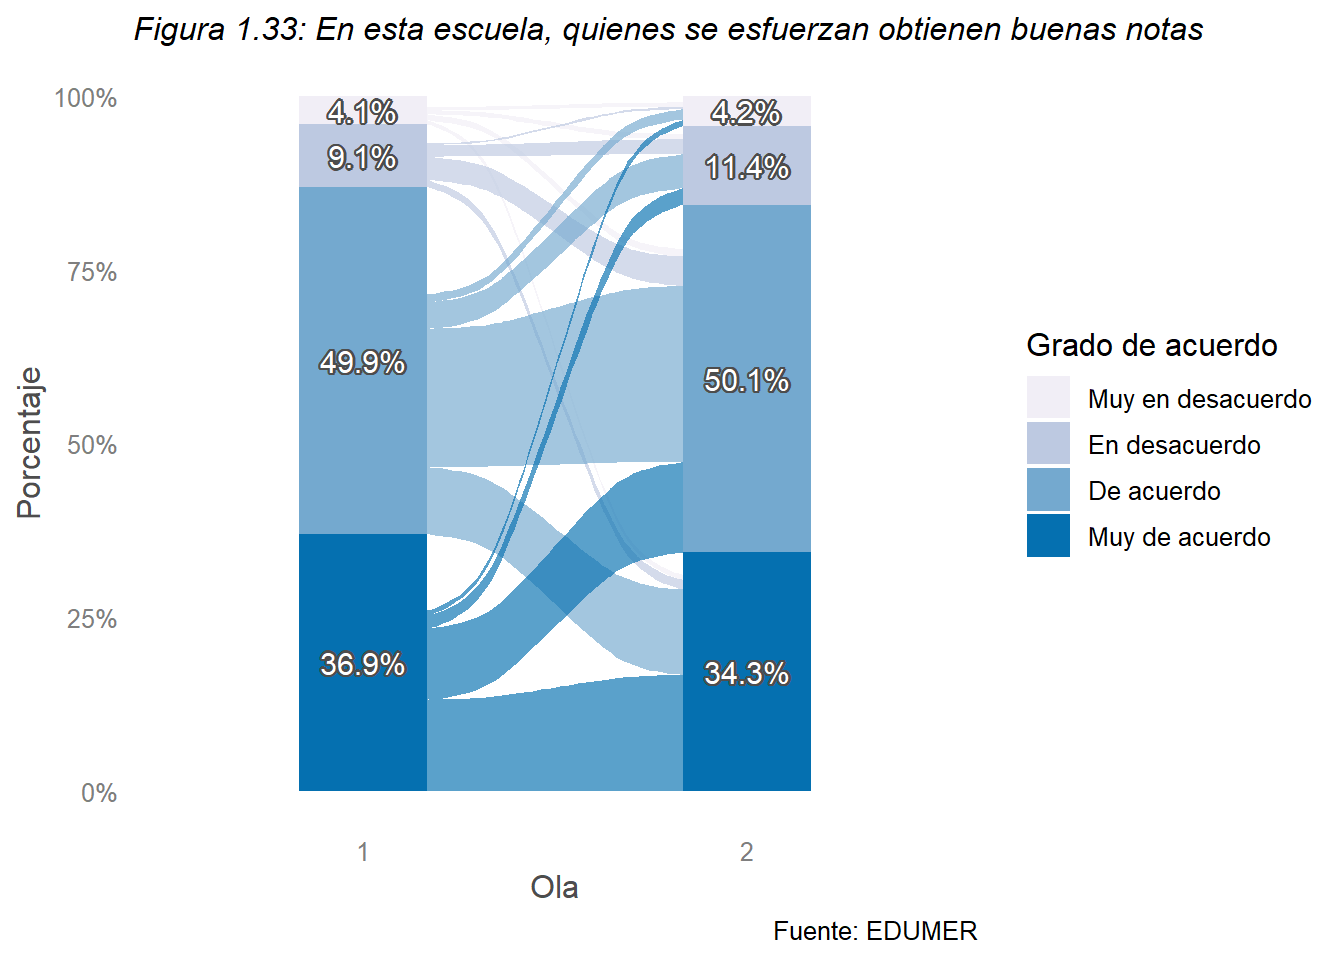 Figura 1.33: En esta escuela, quienes se esfuerzan obtienen buenas notas
100%
75%
50%
25%
0%
Porcentaje
4.1%
9.1%
49.9%
36.9%
4.2%
11.4%
50.1%
34.3%
1
2
Ola
Grado de acuerdo
Muy en desacuerdo
En desacuerdo
De acuerdo
Muy de acuerdo
Fuente: EDUMER